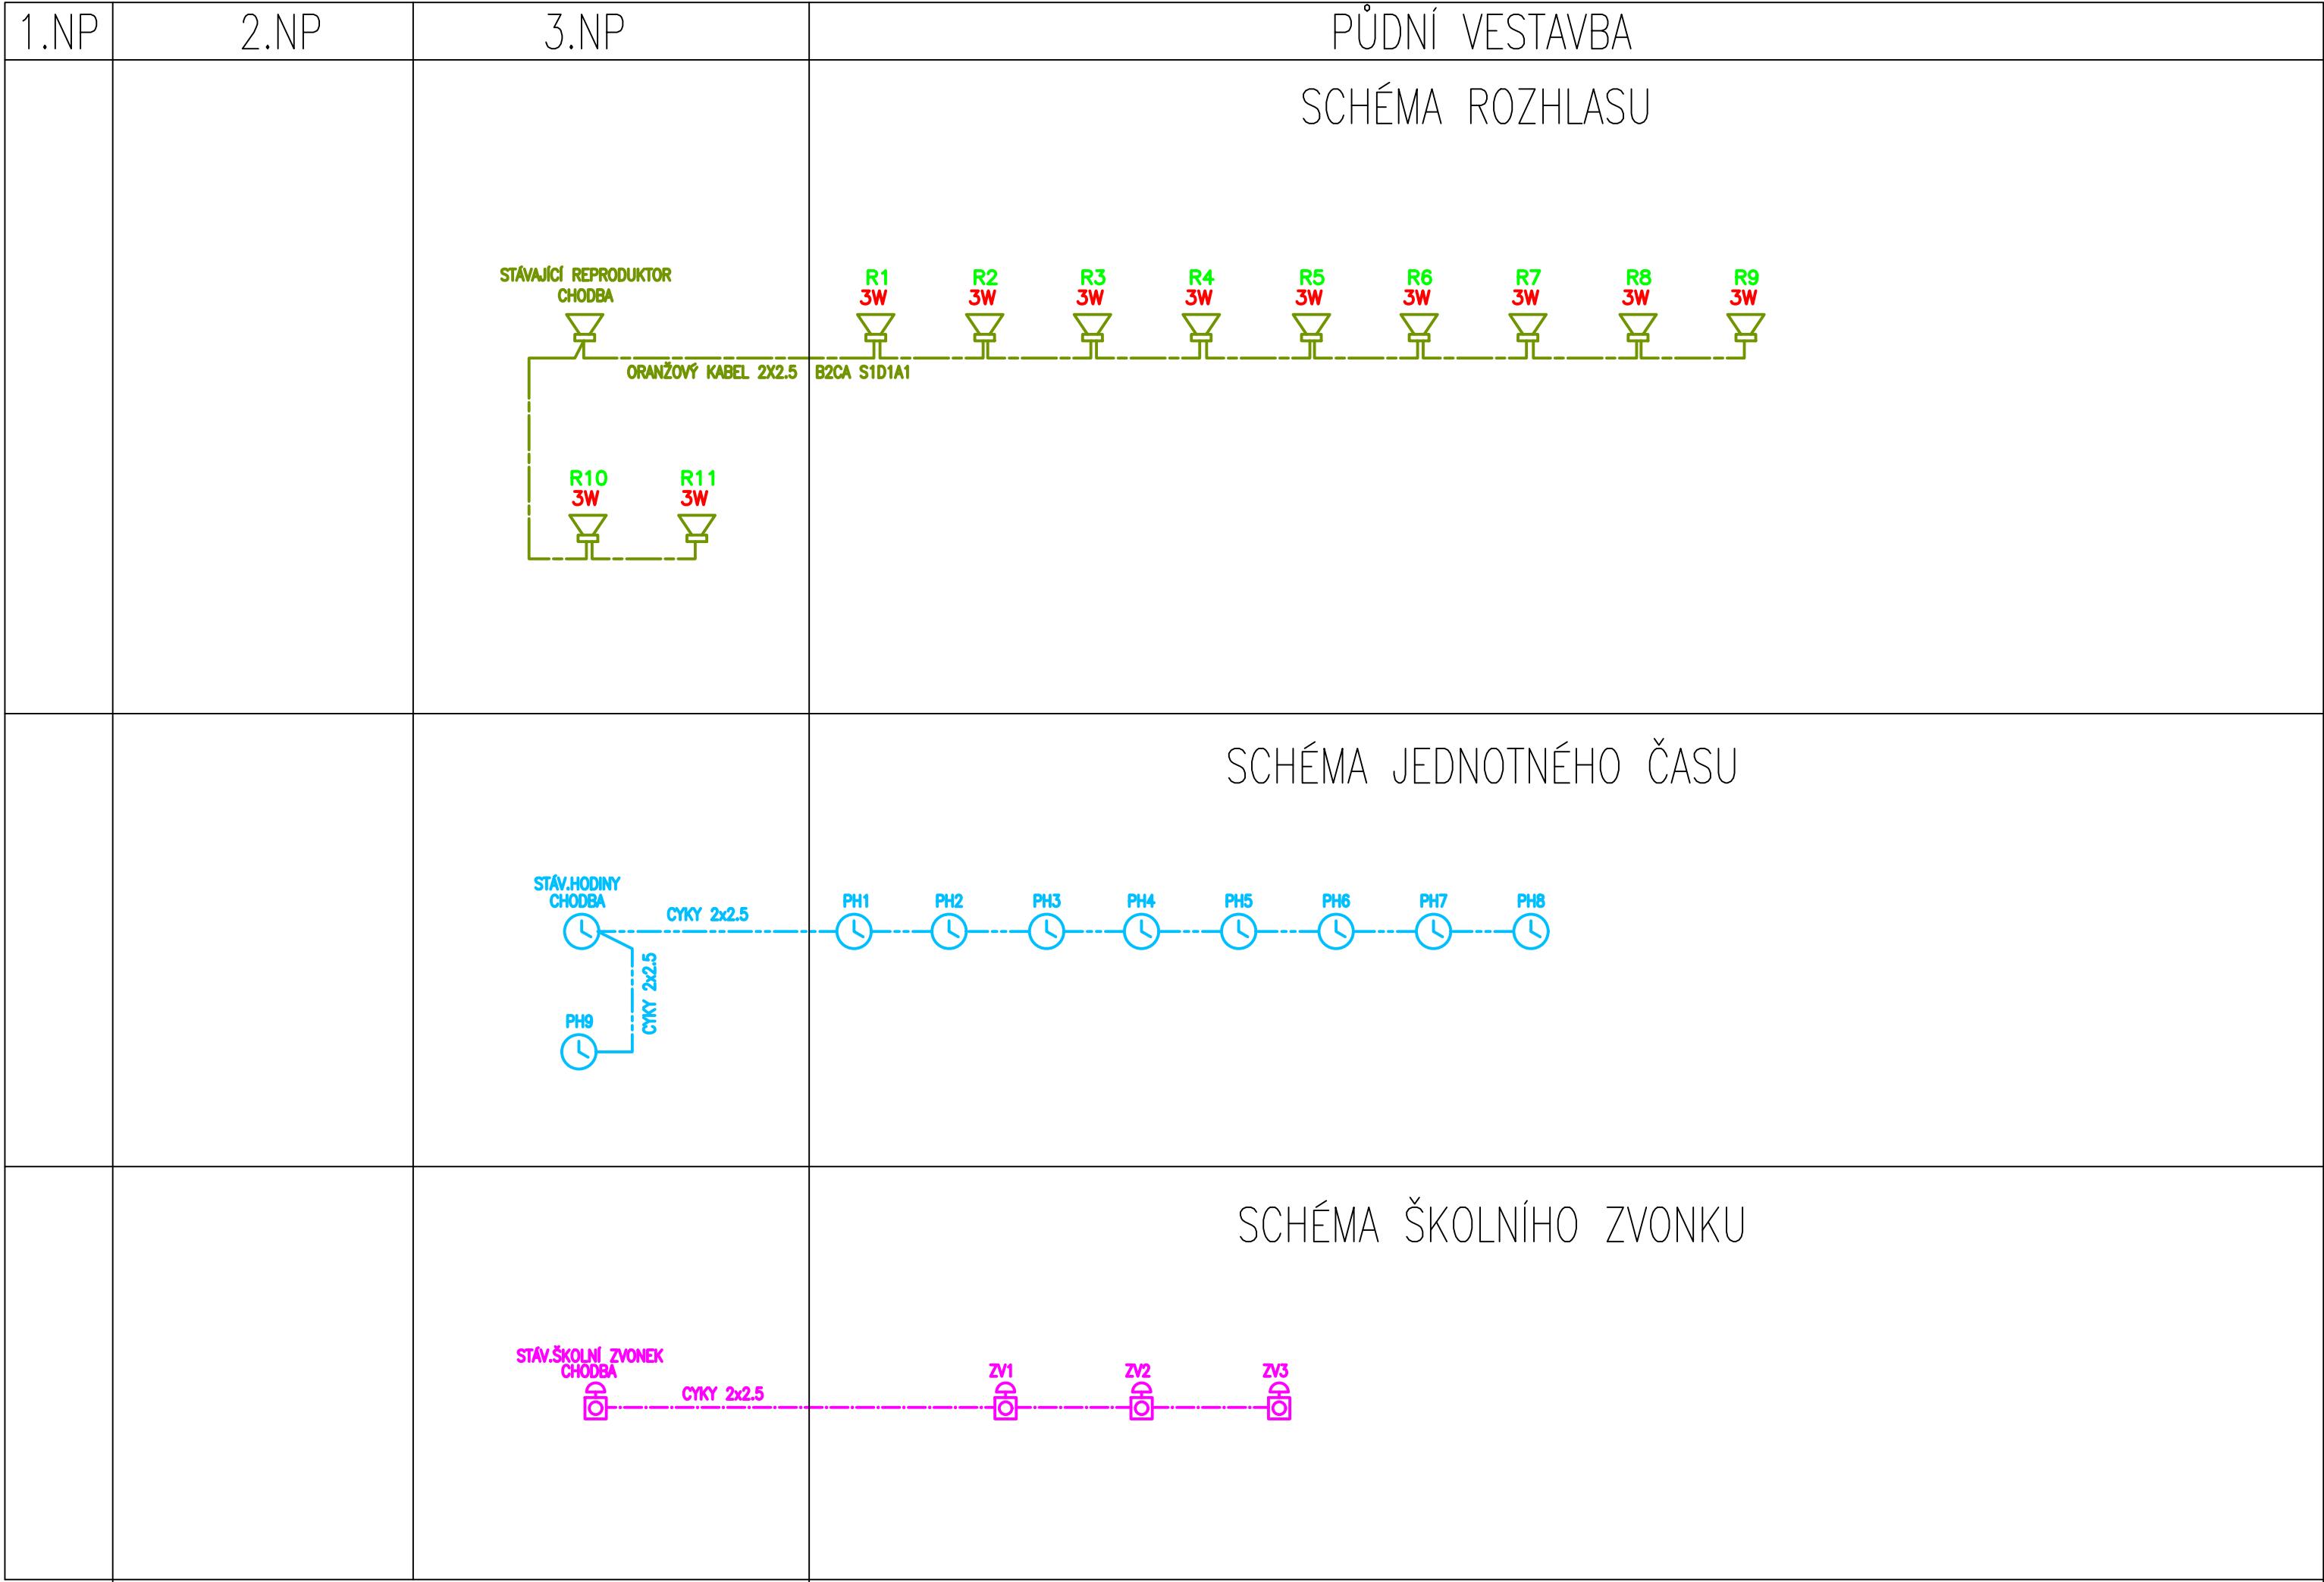 1.NP 2.NP 3.NP PŮDNÍ VESTAVBA
SCHÉMA ROZHLASU
STÁVAJÍCÍ REPRODUKTOR
CHODBA
R1 R2 R3 R4 R5 R6 R7 R8 R9
3W 3W 3W 3W 3W 3W 3W 3W 3W
ORANŽOVÝ KABEL 2X2.5 B2CA S1D1A1
R10 R11
3W 3W
SCHÉMA JEDNOTNÉHO ČASU
STÁV.HODINY
CHODBA
CYKY 2x2.5
PH1 PH2 PH3 PH4 PH5 PH6 PH7 PH8
CYKY 2x2.5
PH9
SCHÉMA ŠKOLNÍHO ZVONKU
STÁV.ŠKOLNÍ ZVONEK
CHODBA
CYKY 2x2.5
ZV1 ZV2 ZV3